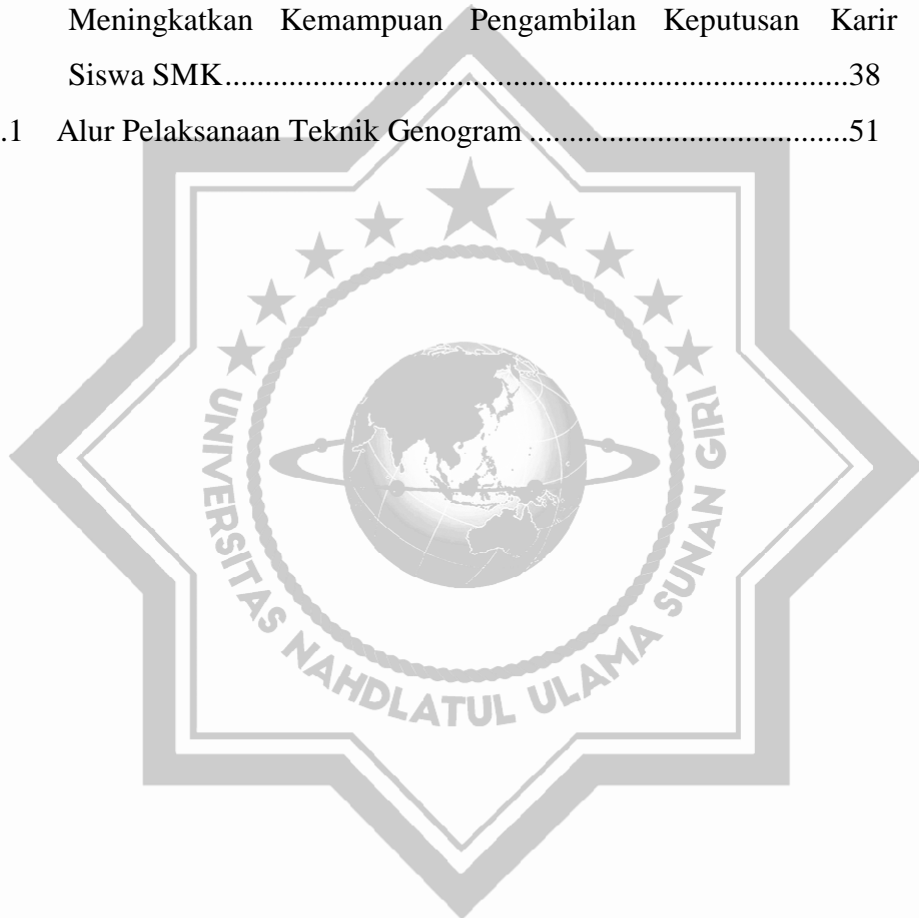 Meningkatkan Kemampuan Pengambilan Keputusan Karir
Siswa SMK.......................................................................38
.1 Alur Pelaksanaan Teknik Genogram ....................................51
UNIVERSITAS NAHDLATUL ULAMA SUNAN GIRI